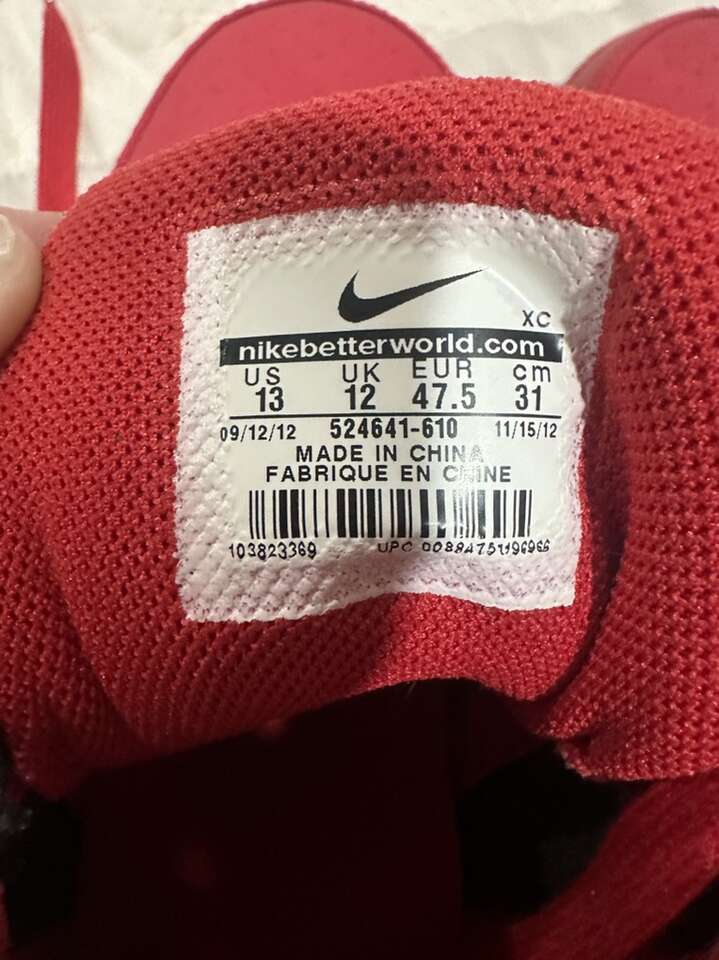 XC
nikebetterworld.com
US UK EUR cm
13 12 47.5 31
09/12/12 524641-610 11/15/12
MADE IN CHINA
FABRIQUE EN CHINE
103823369 UPC